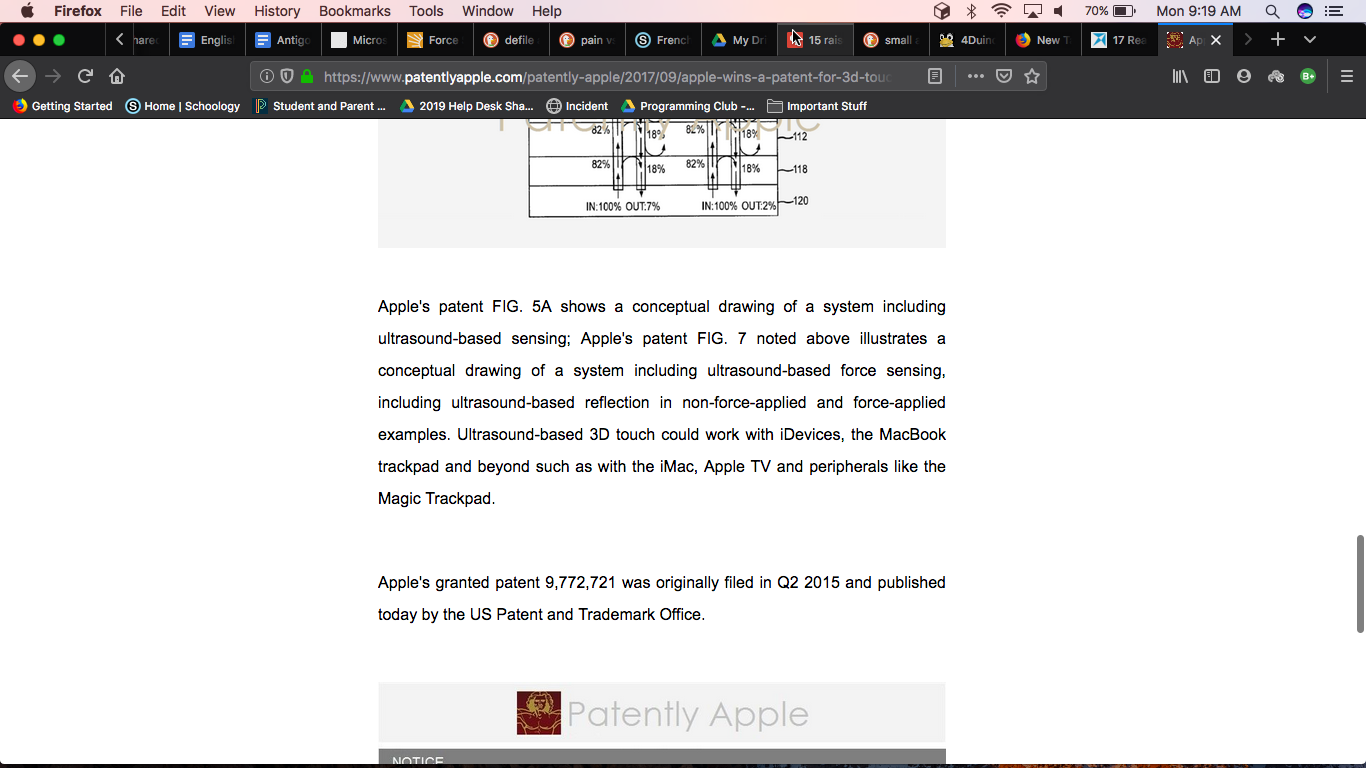 Firefox File Edit View History Bookmarks Tools Window Help 70% Mon 9:19 AM
Englis Antigo Micros Force defile pain v Frenc My Dri 15 rais small 4Duin New T 17 Rea Ap
https://www.patentlyapple.com/patently-apple/2017/09/apple-wins-a-patent-for-3d-touc
Getting Started Home | Schoology Student and Parent ... 2019 Help Desk Sha... Incident Programming Club -... Important Stuff
Patently Apple
82% 18% 82% 18% 112
82% 18% 82% 18% 118
IN:100% OUT:7% IN:100% OUT:2% 120
Apple's patent FIG. 5A shows a conceptual drawing of a system including
ultrasound-based sensing; Apple's patent FIG. 7 noted above illustrates a
conceptual drawing of a system including ultrasound-based force sensing,
including ultrasound-based reflection in non-force-applied and force-applied
examples. Ultrasound-based 3D touch could work with iDevices, the MacBook
trackpad and beyond such as with the iMac, Apple TV and peripherals like the
Magic Trackpad.
Apple's granted patent 9,772,721 was originally filed in Q2 2015 and published
today by the US Patent and Trademark Office.
Patently Apple
NOTICE